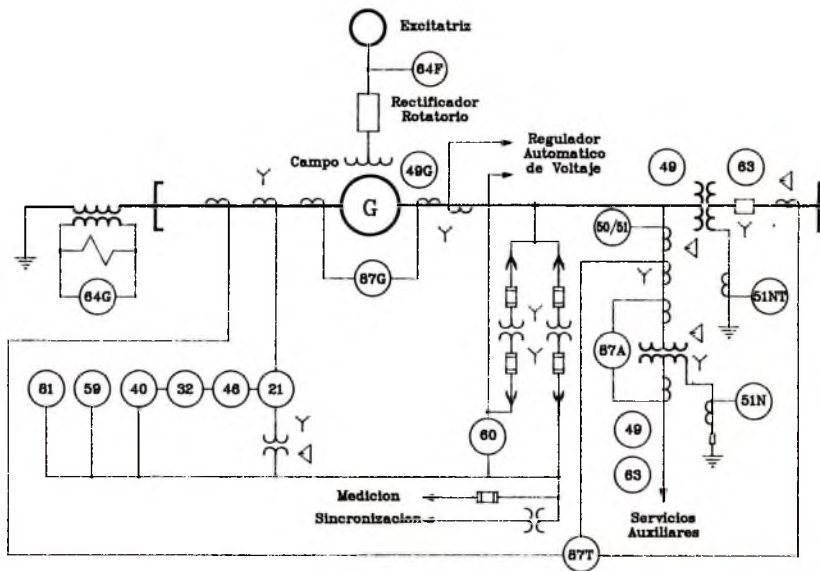 Excitatriz
64F
Rectificador
Rotatorio
Campo
49G
Regulador
Automatico
de Voltaje
49
63
G
50/51
87G
64G
51NT
87A
81
59
40
32
46
21
51N
60
49
63
Medicion
Sincronizacion
Servicios
Auxiliares
87T